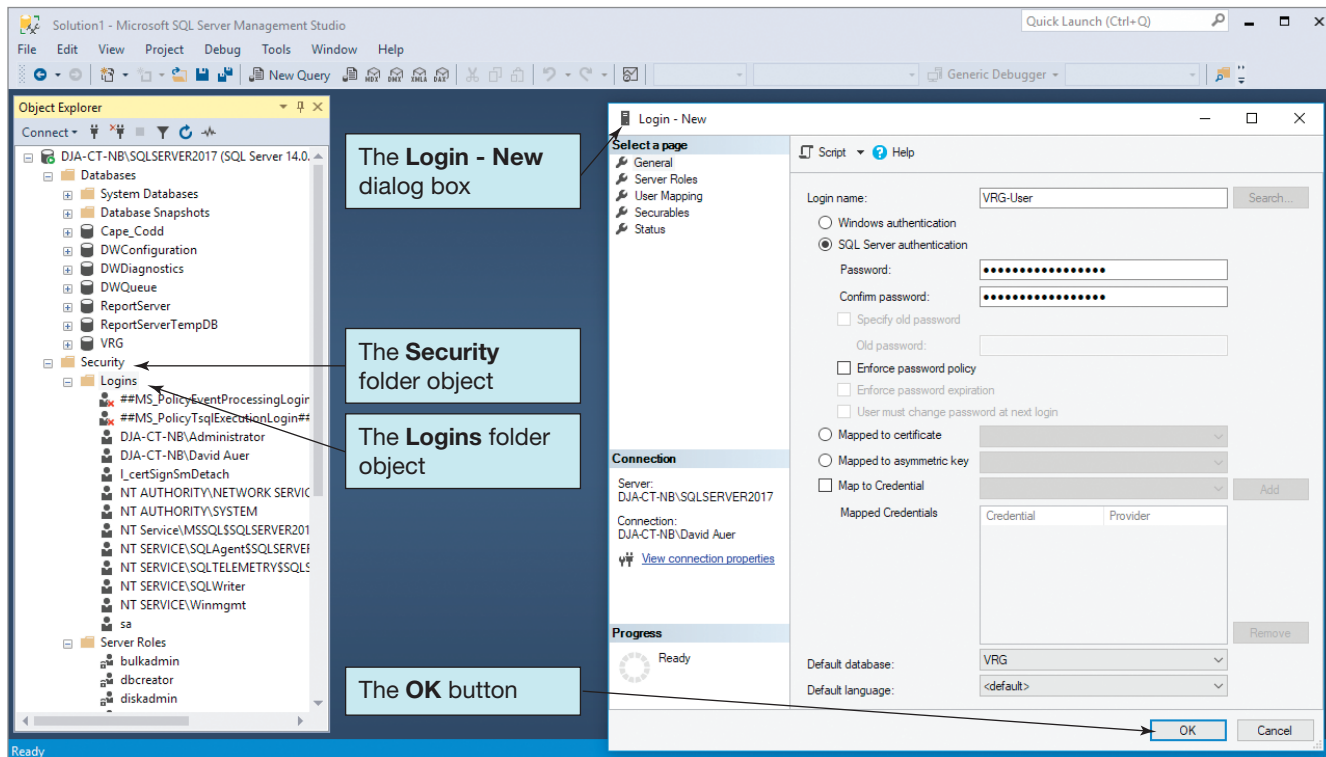 Solution1 - Microsoft SQL Server Management Studio
Quick Launch (Ctrl+Q)
File Edit View Project Debug Tools Window Help
New Query MDX DMX XMLA DAX Generic Debugger
Object Explorer
Connect
DJA-CT-NB\SQLSERVER2017 (SQL Server 14.0.
Databases
System Databases
Database Snapshots
Cape_Codd
DWConfiguration
DWDiagnostics
DWQueue
ReportServer
ReportServerTempDB
VRG
Security
Logins
##MS_PolicyEventProcessingLogin
##MS_PolicyTsqlExecutionLogin##
DJA-CT-NB\Administrator
DJA-CT-NB\David Auer
l_certSignSmDetach
NT AUTHORITY\NETWORK SERVIC
NT AUTHORITY\SYSTEM
NT Service\MSSQL$SQLSERVER201
NT SERVICE\SQLAgent$SQLSERVER
NT SERVICE\SQLTELEMETRY$SQLS
NT SERVICE\SQLWriter
NT SERVICE\Winmgmt
sa
Server Roles
bulkadmin
dbcreator
diskadmin
Ready
The Login - New
dialog box
The Security
folder object
The Logins folder
object
The OK button
Login - New
Select a page
General
Server Roles
User Mapping
Securables
Status
Connection
Server:
DJA-CT-NB\SQLSERVER2017
Connection:
DJA-CT-NB\David Auer
View connection properties
Progress
Ready
Script Help
Login name: VRG-User Search...
Windows authentication
SQL Server authentication
Password: •••••••••••••••••
Confirm password: •••••••••••••••••
Specify old password
Old password:
Enforce password policy
Enforce password expiration
User must change password at next login
Mapped to certificate
Mapped to asymmetric key
Map to Credential Add
Mapped Credentials Credential Provider
Remove
Default database: VRG
Default language: <default>
OK Cancel